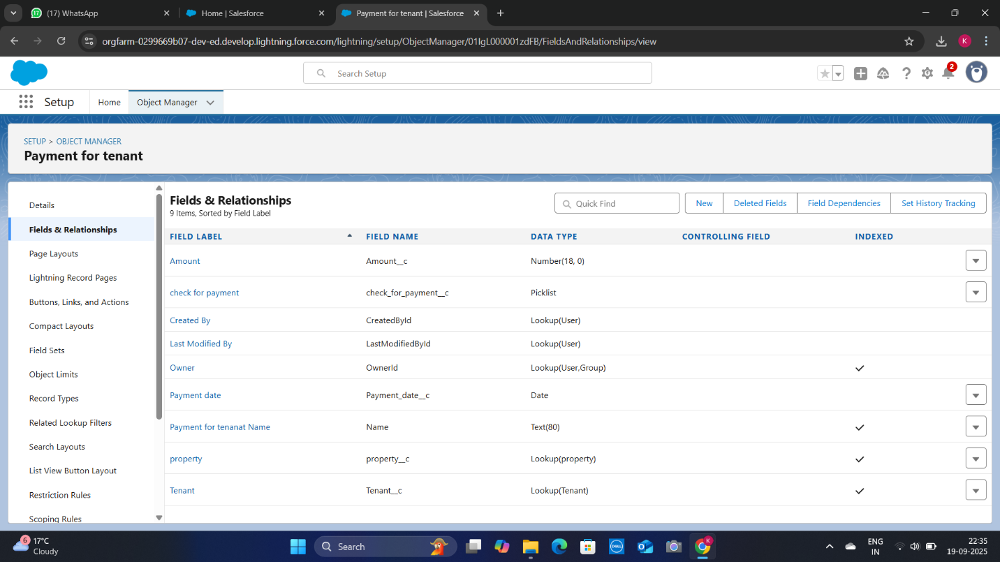 (17) WhatsApp
Home | Salesforce
Payment for tenant | Salesforce
orgfarm-0299669b07-dev-ed.develop.lightning.force.com/lightning/setup/ObjectManager/01IgL000001zdFB/FieldsAndRelationships/view
K
Search Setup
2
Setup
Home
Object Manager
SETUP > OBJECT MANAGER
Payment for tenant
Details
Fields & Relationships
Page Layouts
Lightning Record Pages
Buttons, Links, and Actions
Compact Layouts
Field Sets
Object Limits
Record Types
Related Lookup Filters
Search Layouts
List View Button Layout
Restriction Rules
Scoping Rules
Fields & Relationships
9 Items, Sorted by Field Label
Quick Find
New
Deleted Fields
Field Dependencies
Set History Tracking
FIELD LABEL FIELD NAME DATA TYPE CONTROLLING FIELD INDEXED
Amount Amount__c Number(18, 0)
check for payment check_for_payment__c Picklist
Created By CreatedById Lookup(User)
Last Modified By LastModifiedById Lookup(User)
Owner OwnerId Lookup(User,Group)
Payment date Payment_date__c Date
Payment for tenanat Name Name Text(80)
property property__c Lookup(property)
Tenant Tenant__c Lookup(Tenant)
6
17°C
Cloudy
Search
DELL
K
ENG
IN
22:35
19-09-2025